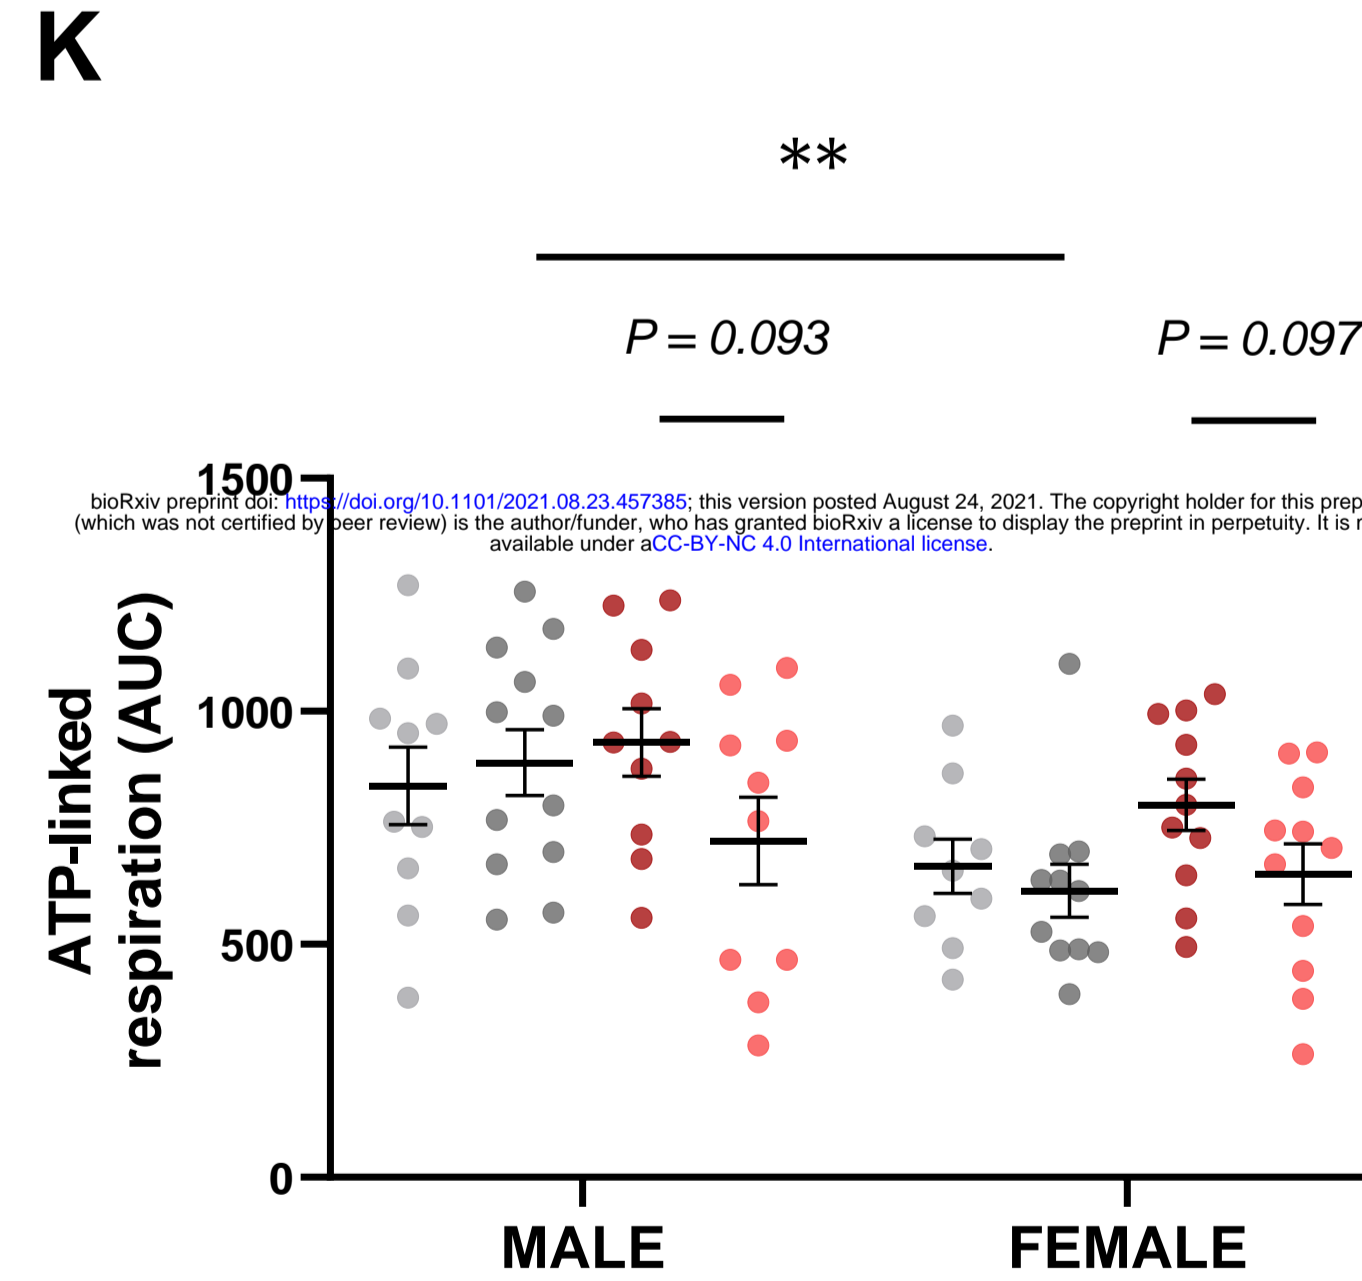 K
**
P = 0.093
P = 0.097
1500
bioRxiv preprint doi: https://doi.org/10.1101/2021.08.23.457385; this version posted August 24, 2021. The copyright holder for this prep
(which was not certified by peer review) is the author/funder, who has granted bioRxiv a license to display the preprint in perpetuity. It is
available under aCC-BY-NC 4.0 International license.
ATP-linked
respiration (AUC)
1000
500
0
MALE
FEMALE